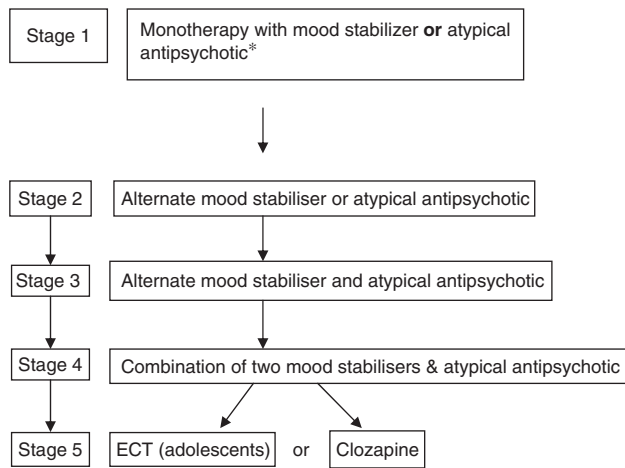 Stage 1
Monotherapy with mood stabilizer or atypical
antipsychotic*
Stage 2
Alternate mood stabiliser or atypical antipsychotic
Stage 3
Alternate mood stabiliser and atypical antipsychotic
Stage 4
Combination of two mood stabilisers & atypical antipsychotic
Stage 5
ECT (adolescents) or Clozapine